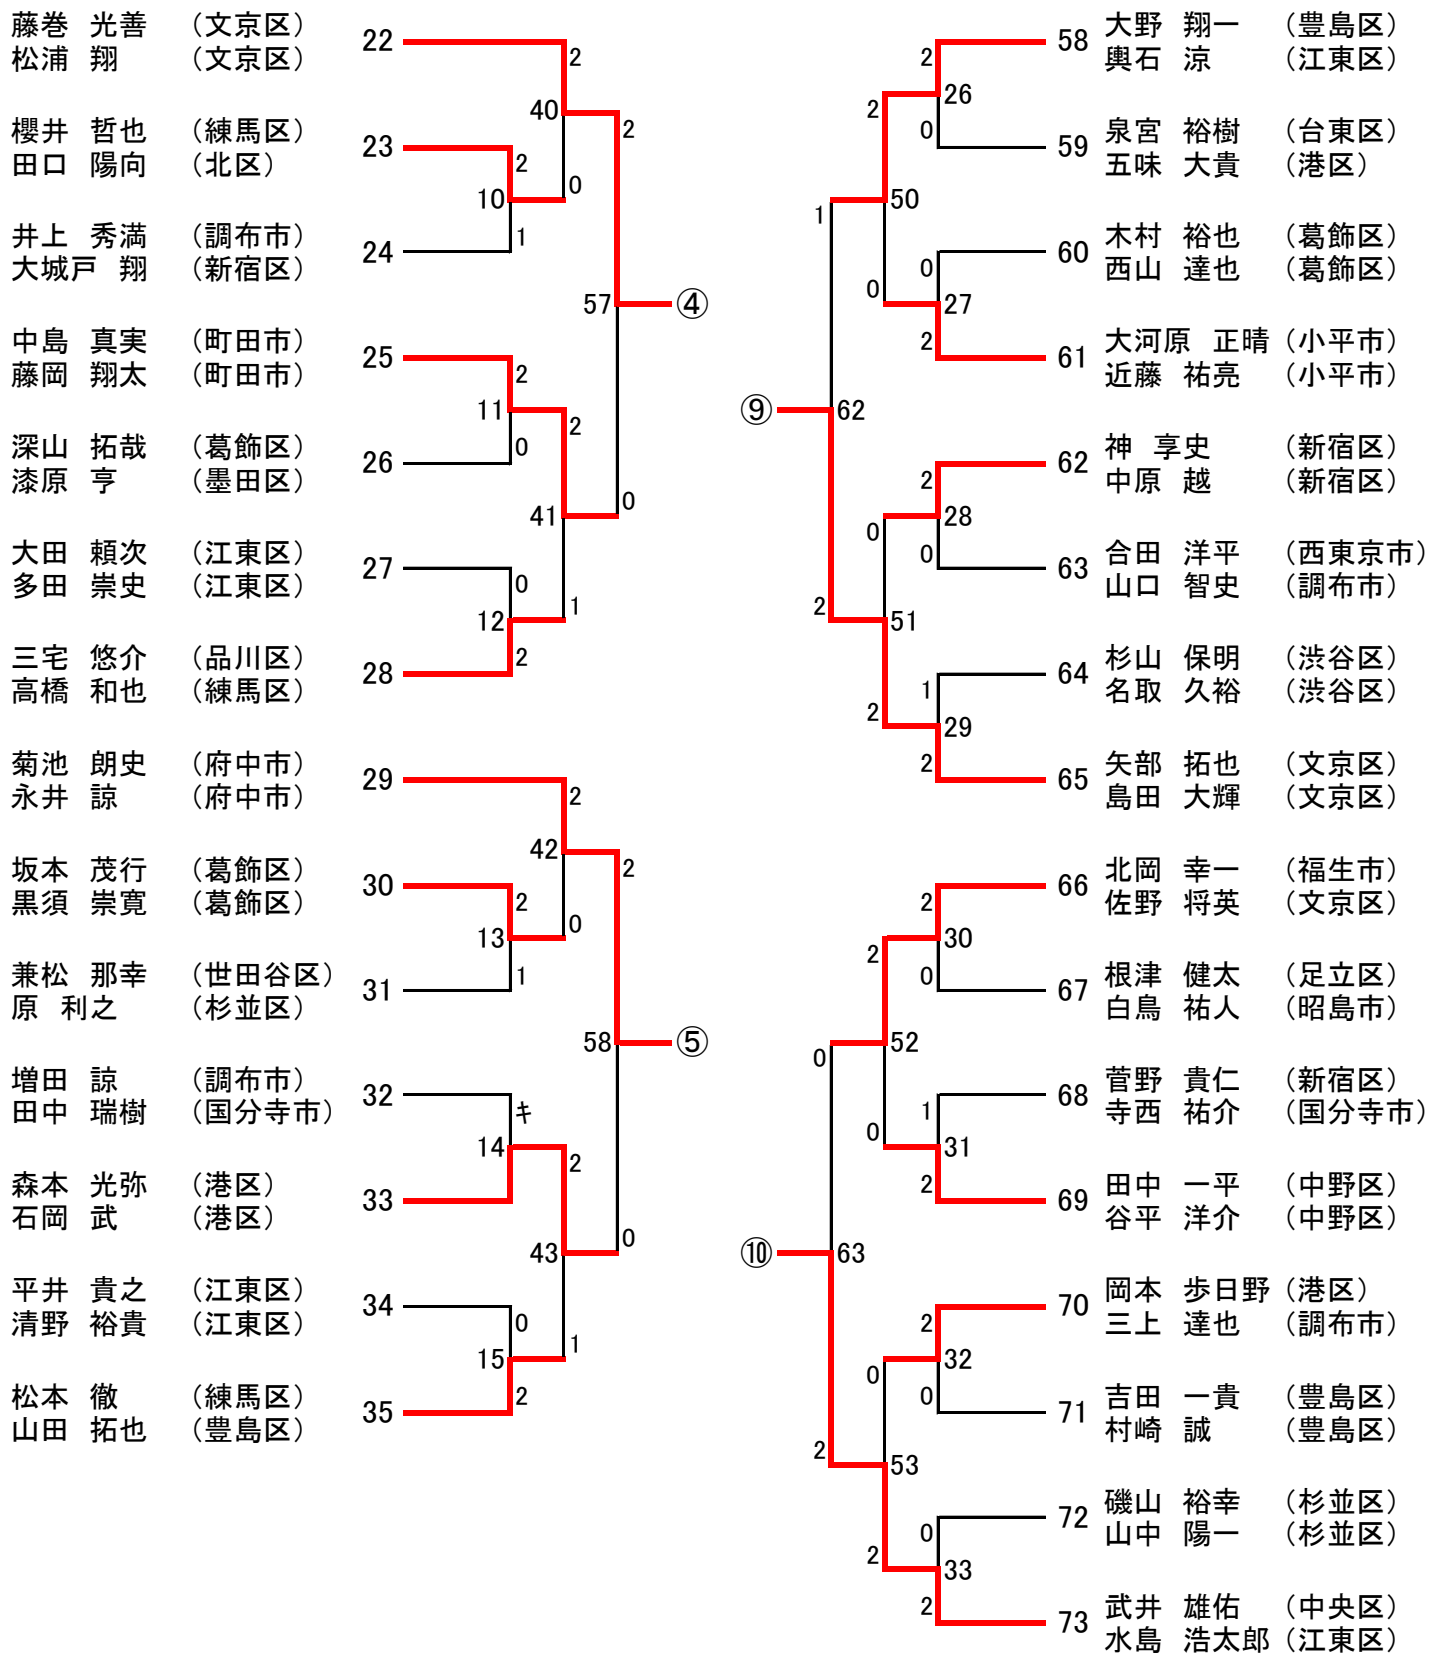 藤巻 光善 （文京区）
松浦 翔 （文京区）
22
櫻井 哲也 （練馬区）
田口 陽向 （北区）
23
井上 秀満 （調布市）
大城戸 翔 （新宿区）
24
中島 真実 （町田市）
藤岡 翔太 （町田市）
25
深山 拓哉 （葛飾区）
漆原 亨 （墨田区）
26
大田 頼次 （江東区）
多田 崇史 （江東区）
27
三宅 悠介 （品川区）
高橋 和也 （練馬区）
28
2
40
2
2
10
0
1
57
④
2
11
2
0
41
0
0
1
12
2
菊池 朗史 （府中市）
永井 諒 （府中市）
29
坂本 茂行 （葛飾区）
黒須 崇寛 （葛飾区）
30
兼松 那幸 （世田谷区）
原 利之 （杉並区）
31
増田 諒 （調布市）
田中 瑞樹 （国分寺市）
32
森本 光弥 （港区）
石岡 武 （港区）
33
平井 貴之 （江東区）
清野 裕貴 （江東区）
34
松本 徹 （練馬区）
山田 拓也 （豊島区）
35
2
42
2
2
0
13
1
58
⑤
キ
14
2
0
43
0
1
15
2
58
大野 翔一 （豊島区）
輿石 涼 （江東区）
59
泉宮 裕樹 （台東区）
五味 大貴 （港区）
60
木村 裕也 （葛飾区）
西山 達也 （葛飾区）
61
大河原 正晴 （小平市）
近藤 祐亮 （小平市）
62
神 享史 （新宿区）
中原 越 （新宿区）
63
合田 洋平 （西東京市）
山口 智史 （調布市）
64
杉山 保明 （渋谷区）
名取 久裕 （渋谷区）
65
矢部 拓也 （文京区）
島田 大輝 （文京区）
2
26
2
0
50
1
0
0
27
2
⑨
62
2
28
0
0
2
51
1
2
29
2
66
北岡 幸一 （福生市）
佐野 将英 （文京区）
67
根津 健太 （足立区）
白鳥 祐人 （昭島市）
68
菅野 貴仁 （新宿区）
寺西 祐介 （国分寺市）
69
田中 一平 （中野区）
谷平 洋介 （中野区）
70
岡本 歩日野 （港区）
三上 達也 （調布市）
71
吉田 一貴 （豊島区）
村崎 誠 （豊島区）
72
磯山 裕幸 （杉並区）
山中 陽一 （杉並区）
73
武井 雄佑 （中央区）
水島 浩太郎 （江東区）
2
30
2
0
52
0
1
0
31
2
⑩
63
2
32
0
0
2
53
0
2
33
2